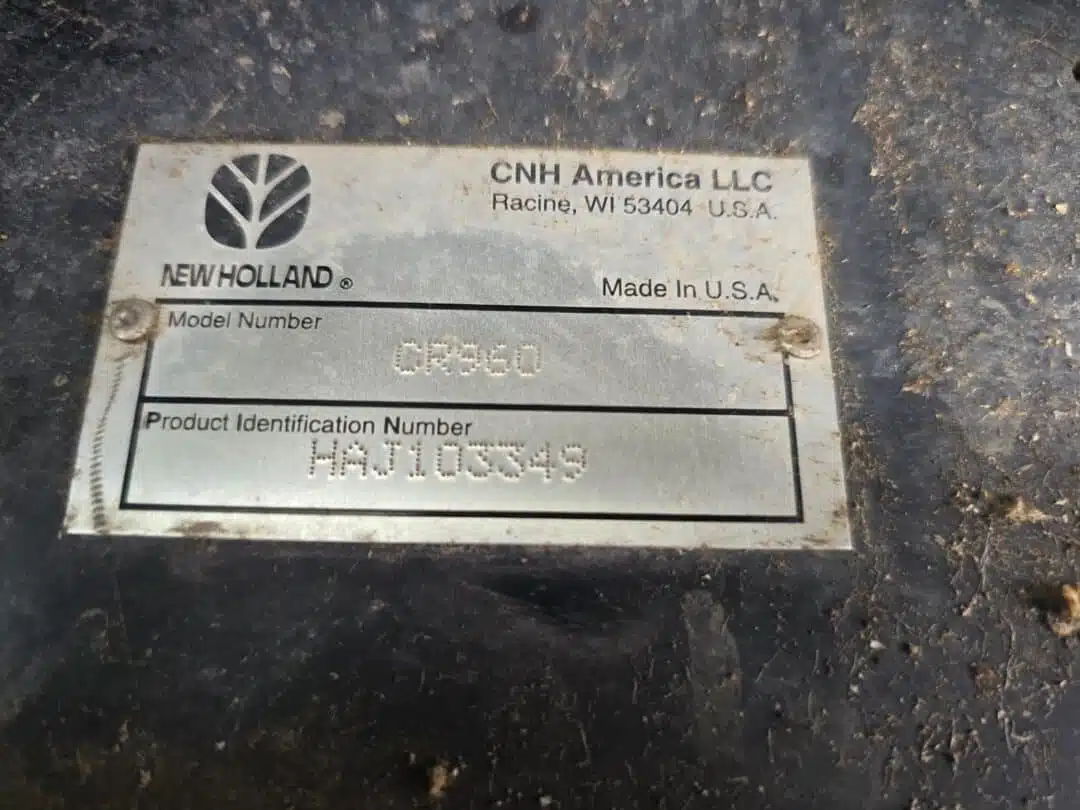 CNH America LLC
Racine, WI 53404 U.S.A.
NEW HOLLAND ®
Made In U.S.A.
Model Number
CR960
Product Identification Number
HAJ103349